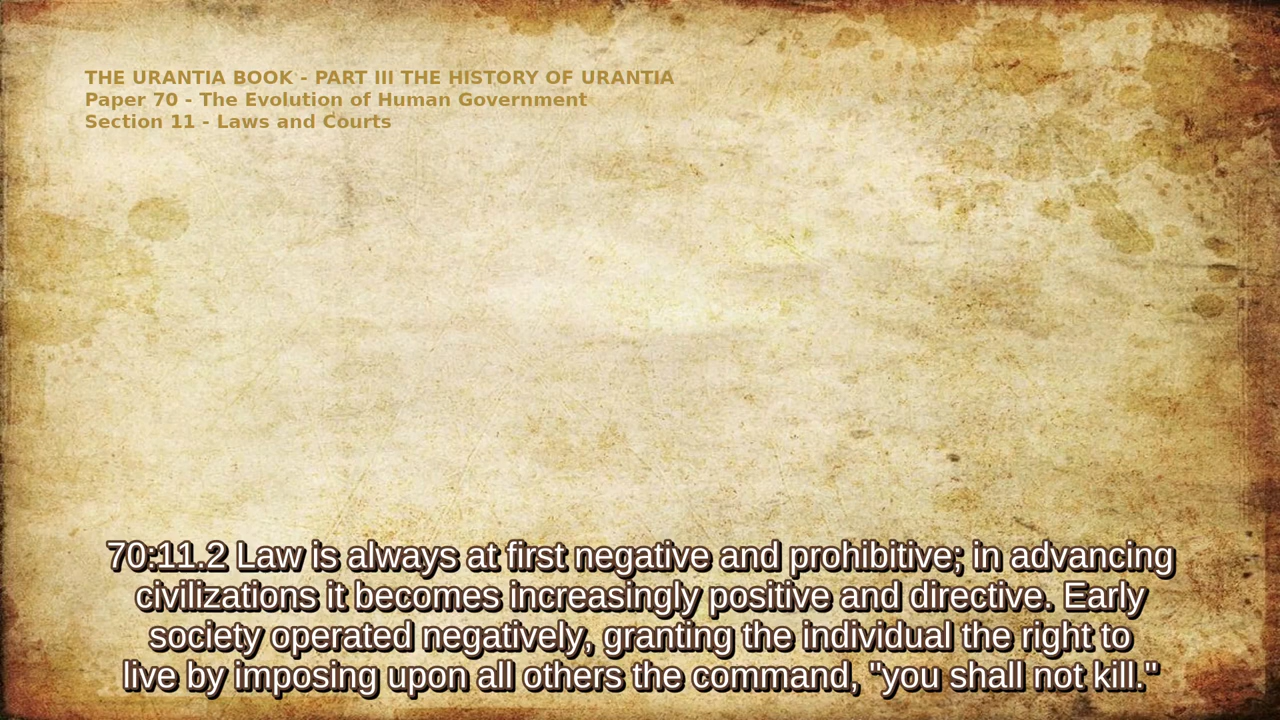 THE URANTIA BOOK - PART III THE HISTORY OF URANTIA
Paper 70 - The Evolution of Human Government
Section 11 - Laws and Courts
70:11.2 Law is always at first negative and prohibitive; in advancing
civilizations it becomes increasingly positive and directive. Early
society operated negatively, granting the individual the right to
live by imposing upon all others the command, "you shall not kill."